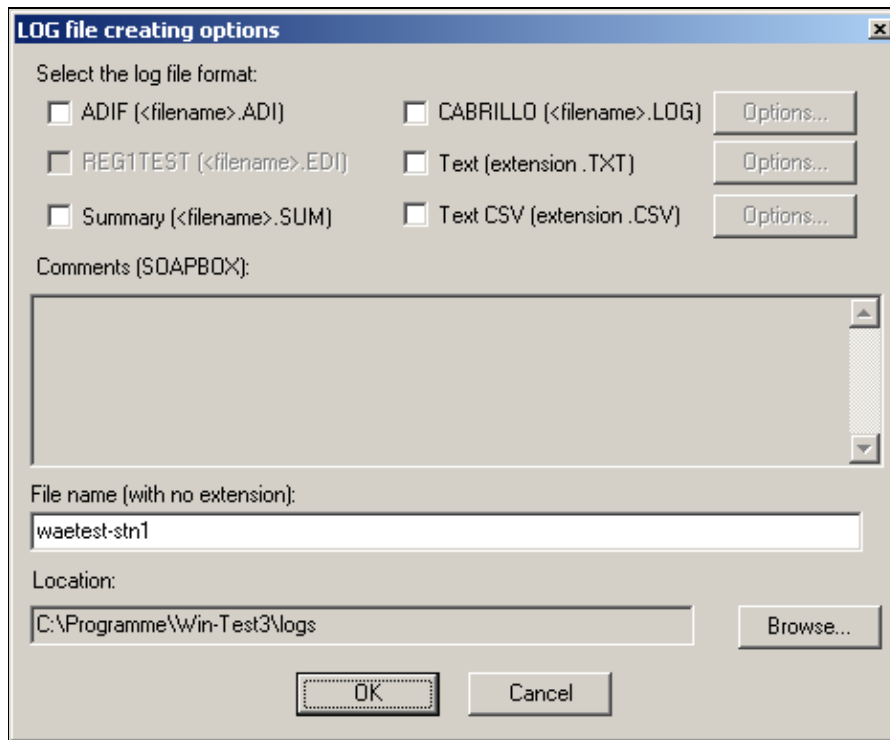 LOG file creating options
Select the log file format:
ADIF (<filename>.ADI) CABRILLO (<filename>.LOG) Options...
REG1TEST (<filename>.EDI) Text (extension .TXT) Options...
Summary (<filename>.SUM) Text CSV (extension .CSV) Options...
Comments (SOAPBOX):
File name (with no extension):
waetest-stn1
Location:
C:\Programme\Win-Test3\logs Browse...
OK Cancel